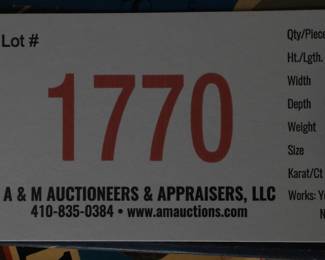 Lot #
1770
A & M AUCTIONEERS & APPRAISERS, LLC
410-835-0384 • www.amauctions.com
Qty/Piece
Ht./Lgth.
Width
Depth
Weight
Size
Karat/Ct
Works: Y
N